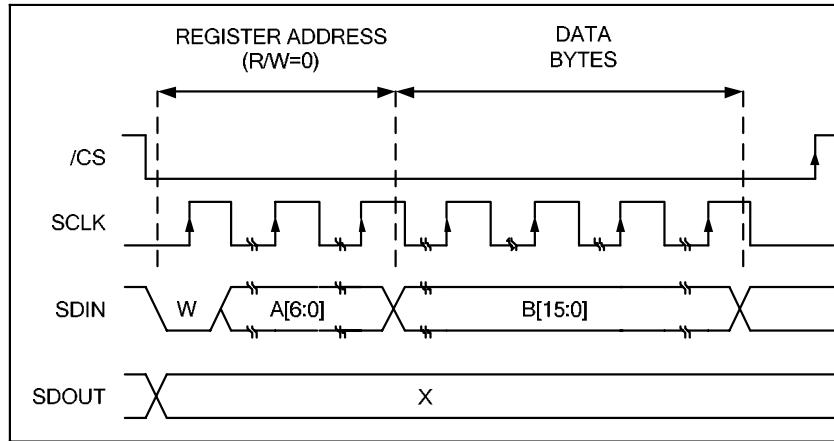 REGISTER ADDRESS
(R/W=0)
DATA
BYTES
/CS
SCLK
SDIN
W
A[6:0]
B[15:0]
SDOUT
X